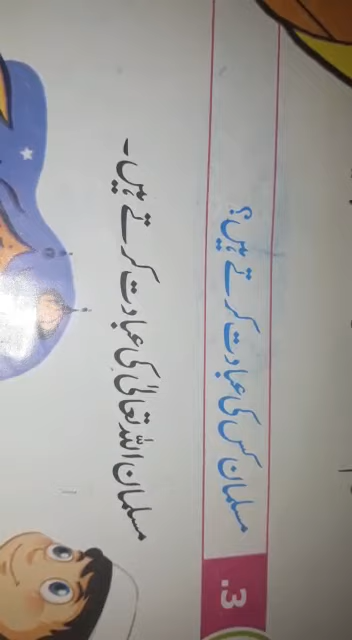 3. مسلمان کس کی عبادت کرتے ہیں؟
مسلمان اللہ تعالیٰ کی عبادت کرتے ہیں۔